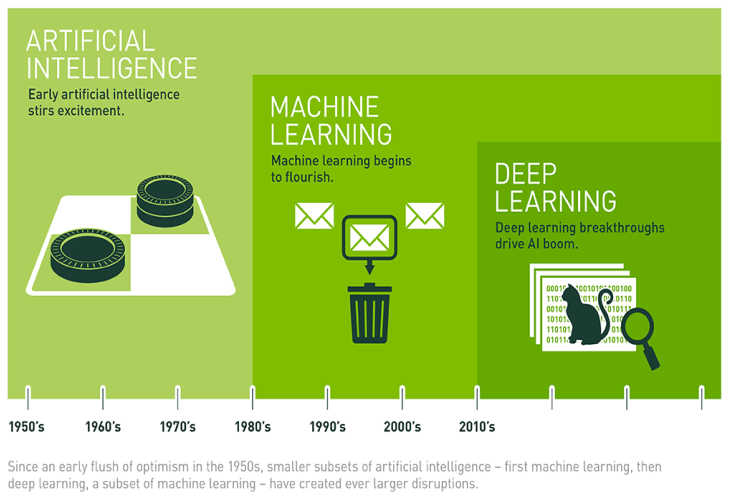 ARTIFICIAL
INTELLIGENCE
Early artificial intelligence
stirs excitement.
MACHINE
LEARNING
Machine learning begins
to flourish.
DEEP
LEARNING
Deep learning breakthroughs
drive AI boom.
1950's
1960's
1970's
1980's
1990's
2000's
2010's
Since an early flush of optimism in the 1950s, smaller subsets of artificial intelligence – first machine learning, then
deep learning, a subset of machine learning – have created ever larger disruptions.